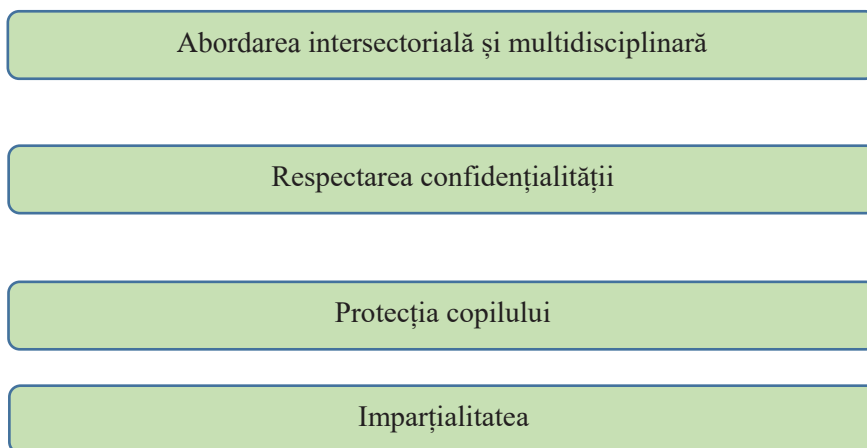 Abordarea intersectorială și multidisciplinară
Respectarea confidențialității
Protecția copilului
Imparțialitatea